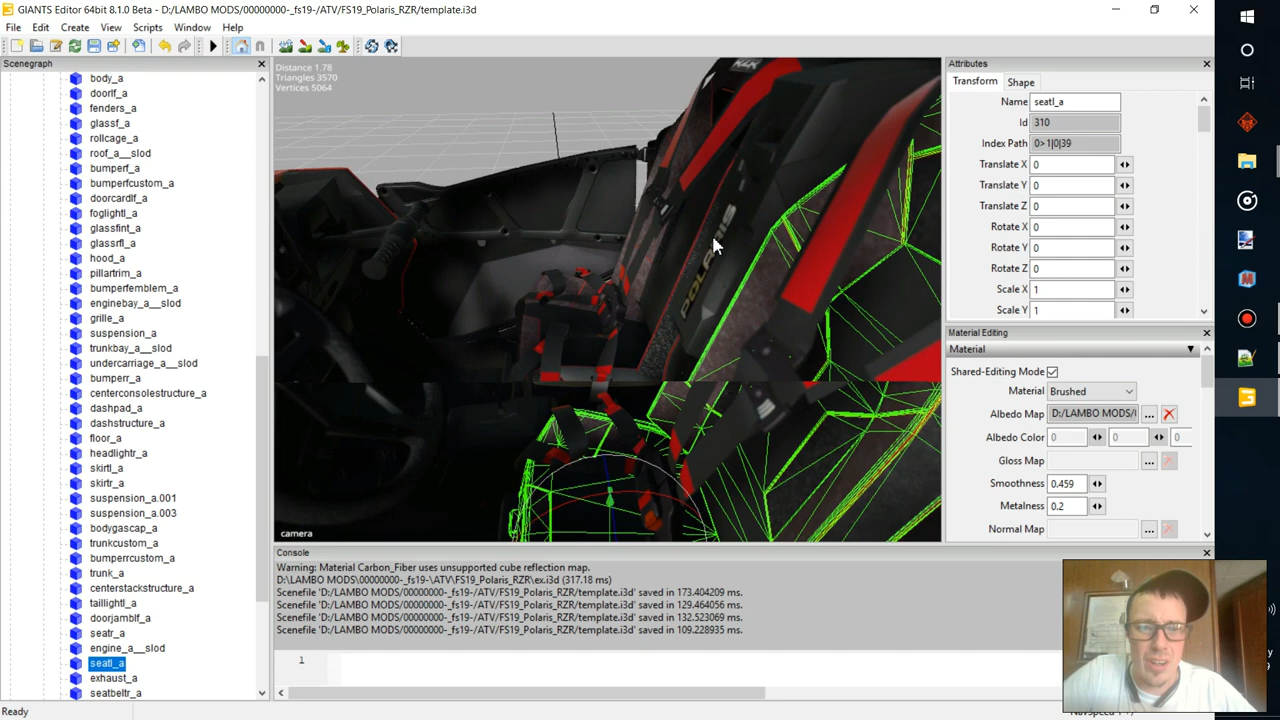 GIANTS Editor 64bit 8.1.0 Beta - D:/LAMBO MODS/00000000-_fs19-/ATV/FS19_Polaris_RZR/template.i3d
File Edit Create View Scripts Window Help
Scenegraph
body_a
doorlf_a
fenders_a
glassf_a
rollcage_a
roof_a__slod
bumperf_a
bumperfcustom_a
doorcardlf_a
foglightl_a
glassfint_a
glassrfl_a
hood_a
pillartrim_a
bumperfemblem_a
enginebay_a__slod
grille_a
suspension_a
trunkbay_a__slod
undercarriage_a__slod
bumperr_a
centerconsolestructure_a
dashpad_a
dashstructure_a
floor_a
headlightr_a
skirtl_a
skirtr_a
suspension_a.001
suspension_a.003
bodygascap_a
trunkcustom_a
bumperrcustom_a
trunk_a
centerstackstructure_a
taillightl_a
doorjamblf_a
seatr_a
engine_a__slod
seatl_a
exhaust_a
seatbeltr_a
Distance 1.78
Triangles 3570
Vertices 5064
POLARIS
camera
Console
Warning: Material Carbon_Fiber uses unsupported cube reflection map.
D:\LAMBO MODS\00000000-_fs19-\ATV\FS19_Polaris_RZR\ex.i3d (317.18 ms)
Scenefile 'D:/LAMBO MODS/00000000-_fs19-/ATV/FS19_Polaris_RZR/template.i3d' saved in 173.404209 ms.
Scenefile 'D:/LAMBO MODS/00000000-_fs19-/ATV/FS19_Polaris_RZR/template.i3d' saved in 129.464056 ms.
Scenefile 'D:/LAMBO MODS/00000000-_fs19-/ATV/FS19_Polaris_RZR/template.i3d' saved in 132.523069 ms.
Scenefile 'D:/LAMBO MODS/00000000-_fs19-/ATV/FS19_Polaris_RZR/template.i3d' saved in 109.228935 ms.
1
Attributes
Transform Shape
Name seatl_a
Id 310
Index Path 0>1|0|39
Translate X 0
Translate Y 0
Translate Z 0
Rotate X 0
Rotate Y 0
Rotate Z 0
Scale X 1
Scale Y 1
Material Editing
Material
Shared-Editing Mode
Material Brushed
Albedo Map D:/LAMBO MODS/ ...
Albedo Color 0 0 0
Gloss Map ...
Smoothness 0.459
Metalness 0.2
Normal Map ...
Ready